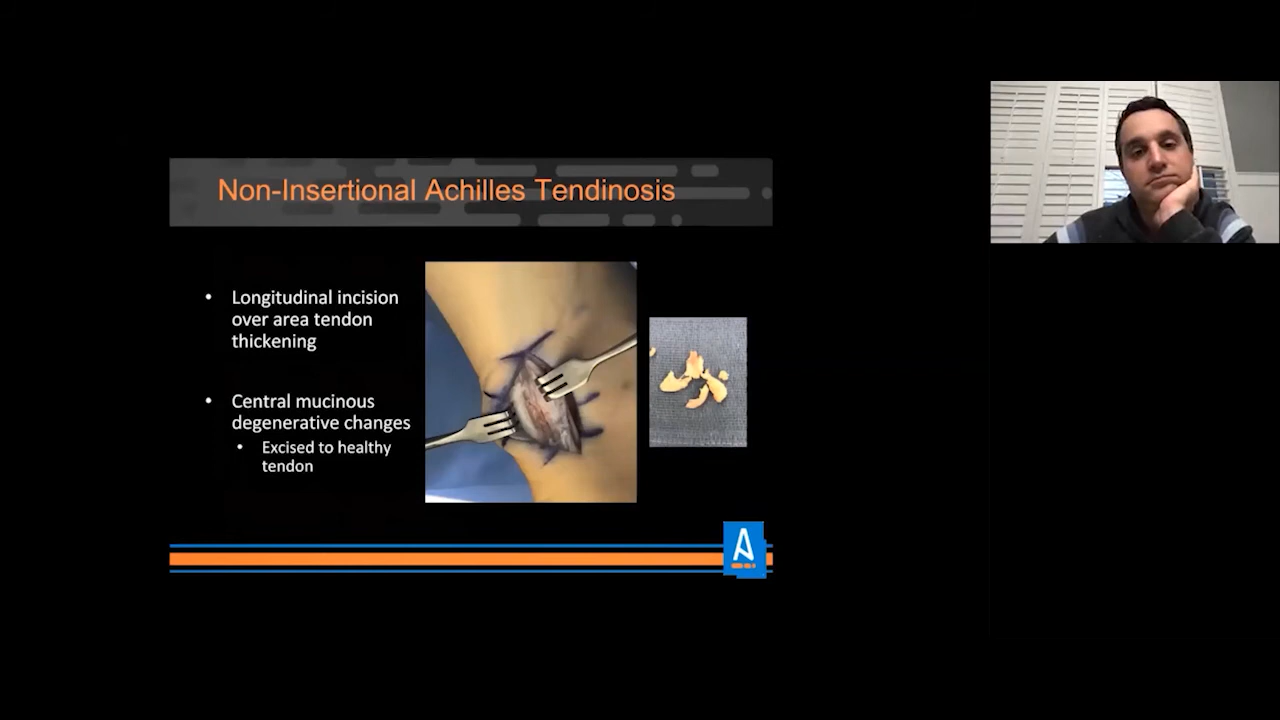 Non-Insertional Achilles Tendinosis
• Longitudinal incision
over area tendon
thickening
• Central mucinous
degenerative changes
• Excised to healthy
tendon